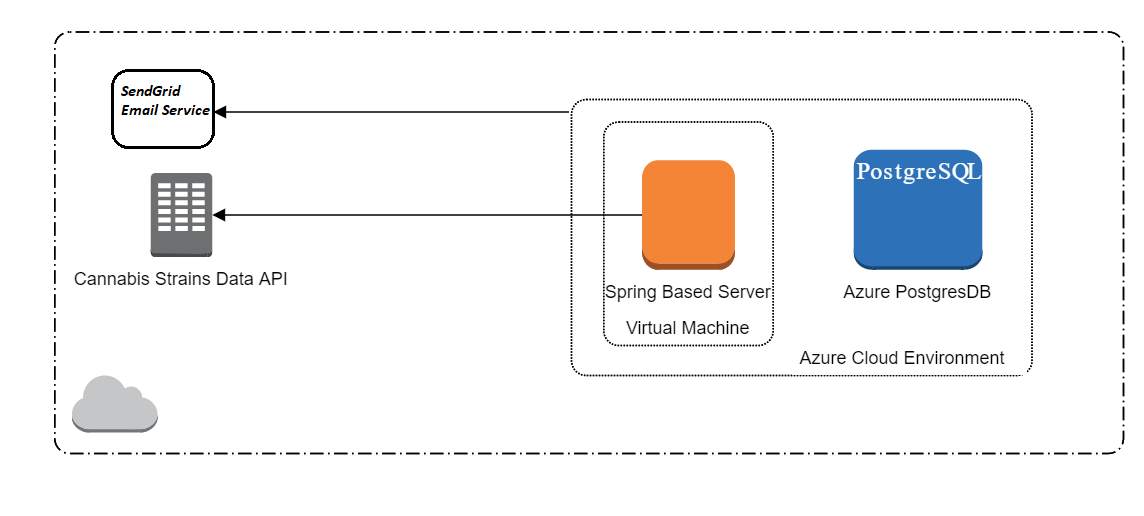 SendGrid
Email Service
Cannabis Strains Data API
Spring Based Server
Virtual Machine
PostgreSQL
Azure PostgresDB
Azure Cloud Environment